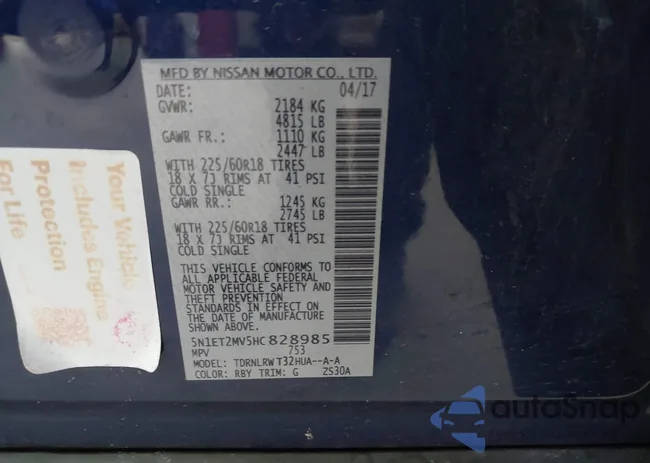 MFD BY NISSAN MOTOR CO., LTD.
DATE: 04/17
GVWR: 2184 KG
4815 LB
GAWR FR.: 1110 KG
2447 LB
WITH 225/60R18 TIRES
18 X 7J RIMS AT 41 PSI
COLD SINGLE
GAWR RR.: 1245 KG
2745 LB
WITH 225/60R18 TIRES
18 X 7J RIMS AT 41 PSI
COLD SINGLE
THIS VEHICLE CONFORMS TO
ALL APPLICABLE FEDERAL
MOTOR VEHICLE SAFETY AND
THEFT PREVENTION
STANDARDS IN EFFECT ON
THE DATE OF MANUFACTURE
SHOWN ABOVE.
5N1ET2MV5HC828985
MPV 753
MODEL: TDRNLRWT32HUA--A-A
COLOR: RBY TRIM: G ZS30A
Your Vehicle
Includes Engine
Protection
For Life
autoSnap